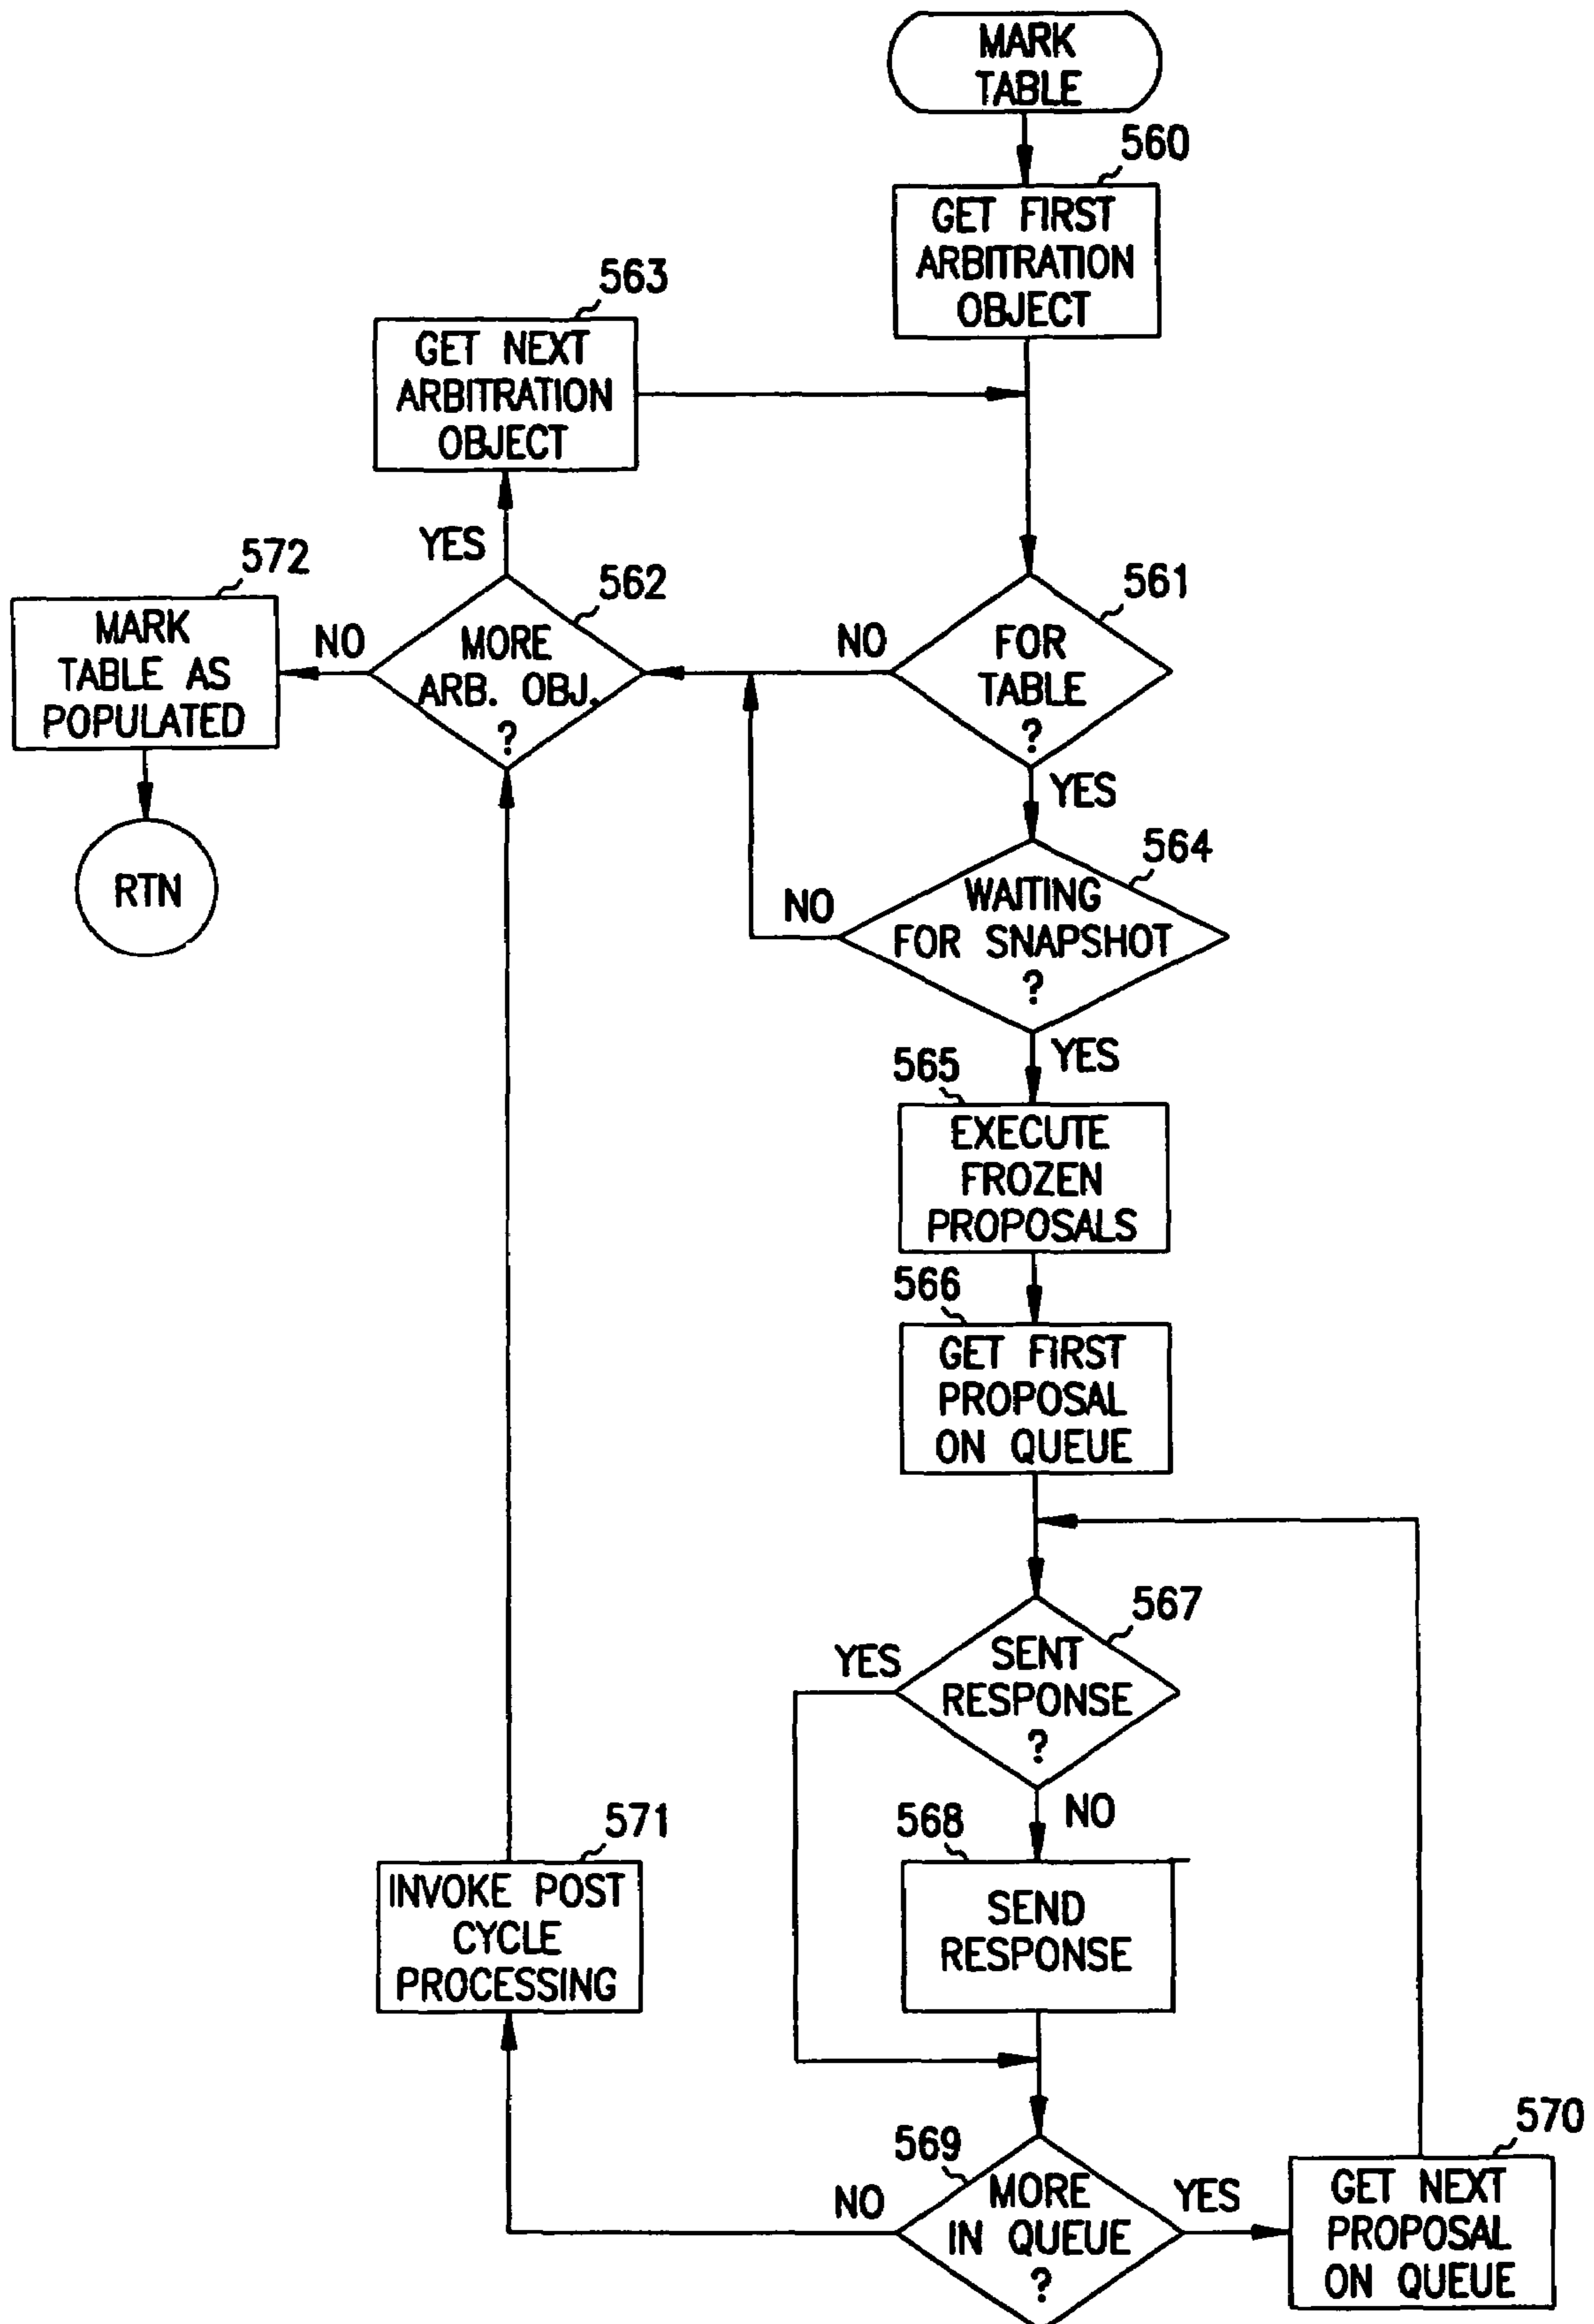 MARK
TABLE
560
GET FIRST
ARBITRATION
OBJECT
563
GET NEXT
ARBITRATION
OBJECT
YES
572
MARK
TABLE AS
POPULATED
NO
562
MORE
ARB. OBJ.
?
NO
561
FOR
TABLE
?
YES
RTN
564
WAITING
FOR SNAPSHOT
?
NO
YES
565
EXECUTE
FROZEN
PROPOSALS
566
GET FIRST
PROPOSAL
ON QUEUE
567
SENT
RESPONSE
?
YES
NO
568
SEND
RESPONSE
571
INVOKE POST
CYCLE
PROCESSING
569
MORE
IN QUEUE
?
NO
YES
570
GET NEXT
PROPOSAL
ON QUEUE